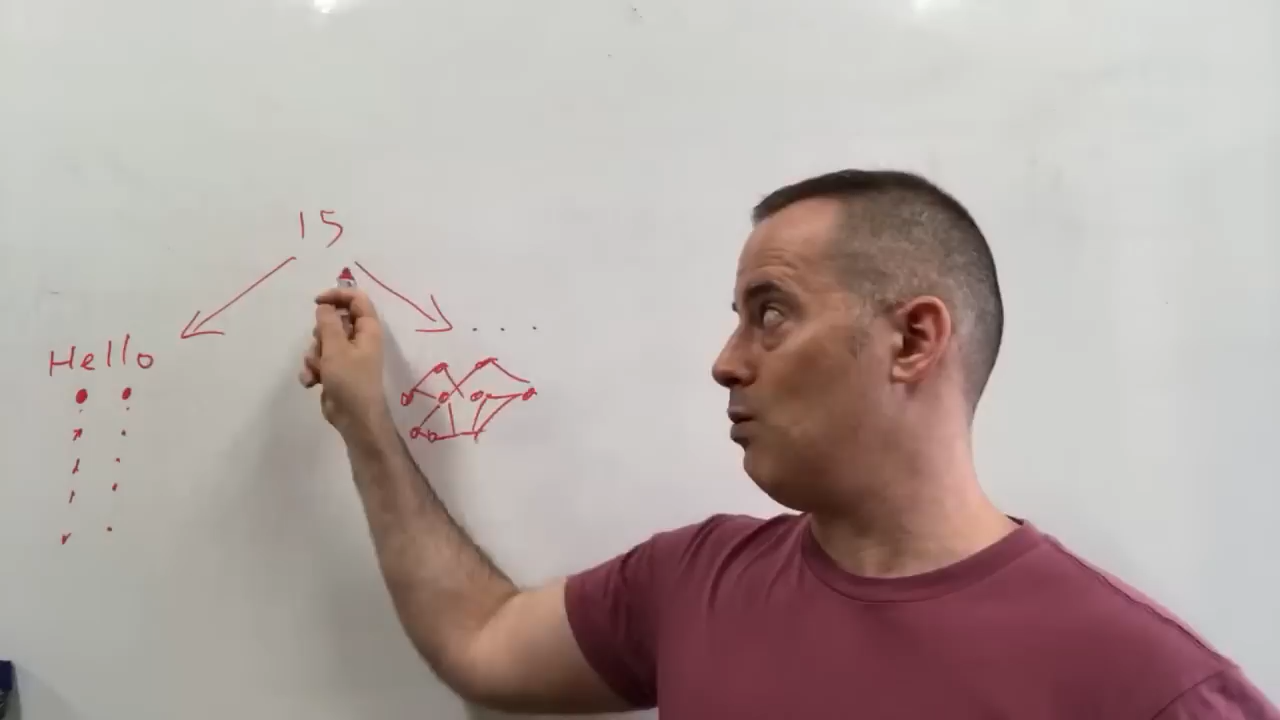 15
Hello
. . . .